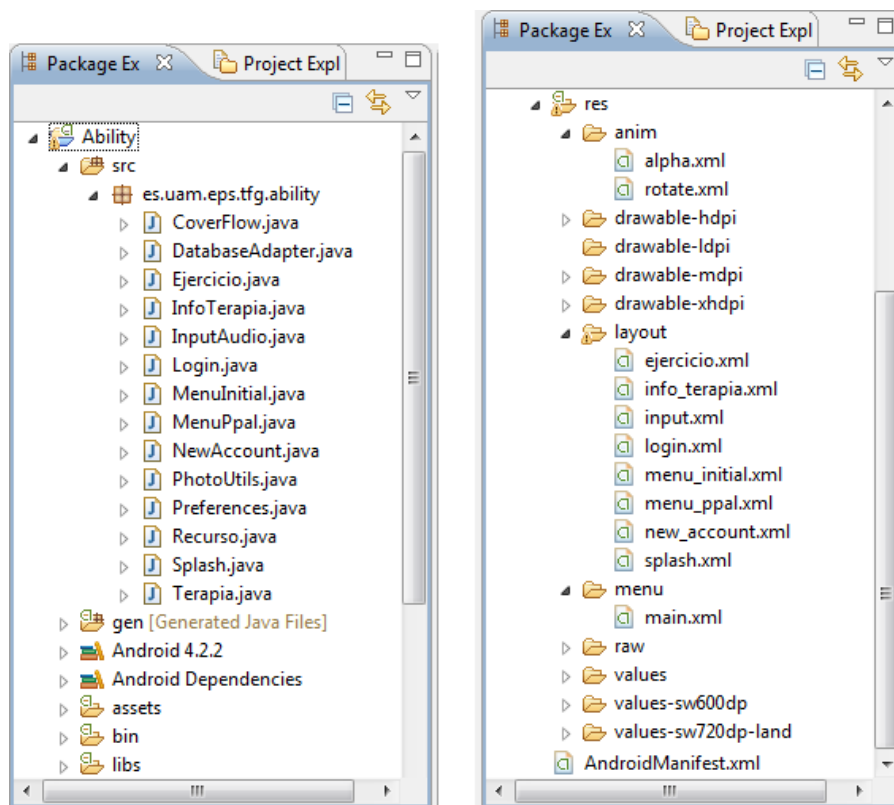 Package Ex
Project Expl
Ability
src
es.uam.eps.tfg.ability
CoverFlow.java
DatabaseAdapter.java
Ejercicio.java
InfoTerapia.java
InputAudio.java
Login.java
MenuInitial.java
MenuPpal.java
NewAccount.java
PhotoUtils.java
Preferences.java
Recurso.java
Splash.java
Terapia.java
gen [Generated Java Files]
Android 4.2.2
Android Dependencies
assets
bin
libs
Package Ex
Project Expl
res
anim
alpha.xml
rotate.xml
drawable-hdpi
drawable-ldpi
drawable-mdpi
drawable-xhdpi
layout
ejercicio.xml
info_terapia.xml
input.xml
login.xml
menu_initial.xml
menu_ppal.xml
new_account.xml
splash.xml
menu
main.xml
raw
values
values-sw600dp
values-sw720dp-land
AndroidManifest.xml